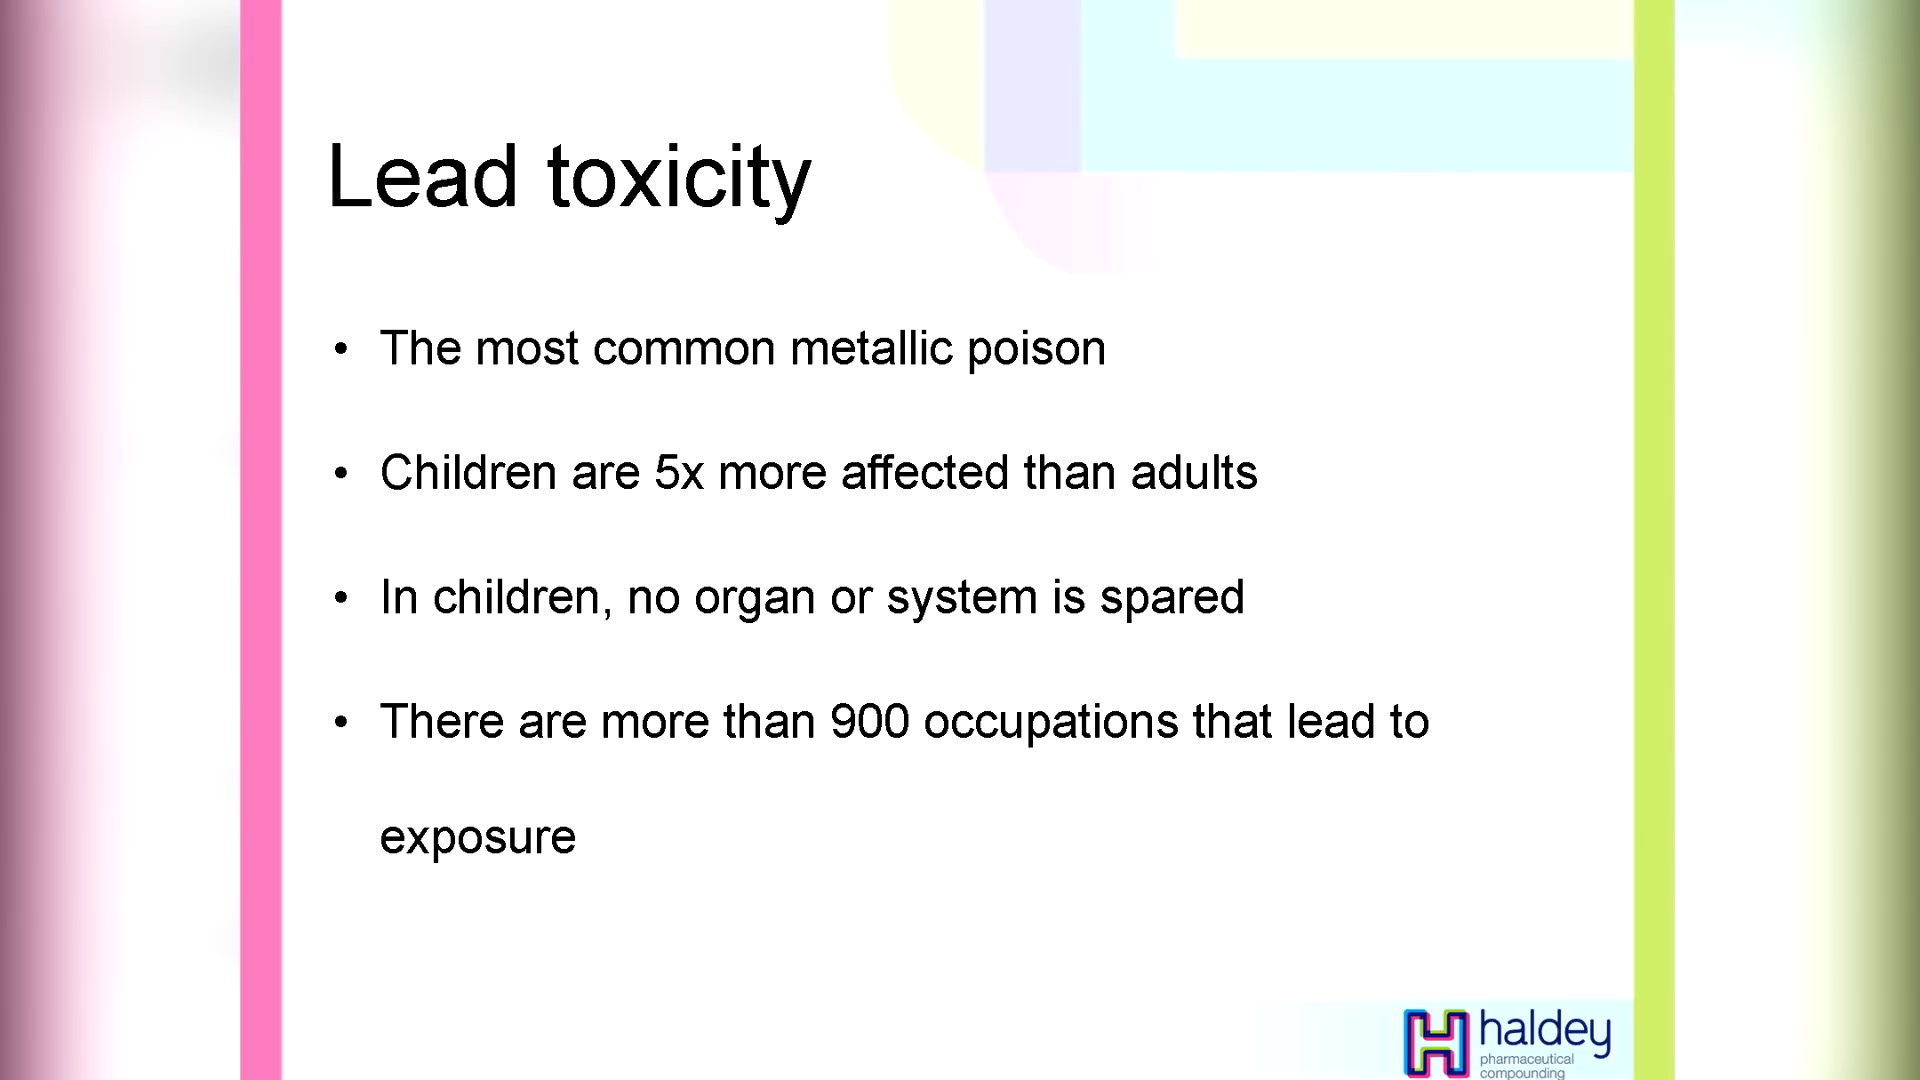 Lead toxicity
• The most common metallic poison
• Children are 5x more affected than adults
• In children, no organ or system is spared
• There are more than 900 occupations that lead to
exposure
haldey
pharmaceutical
compounding